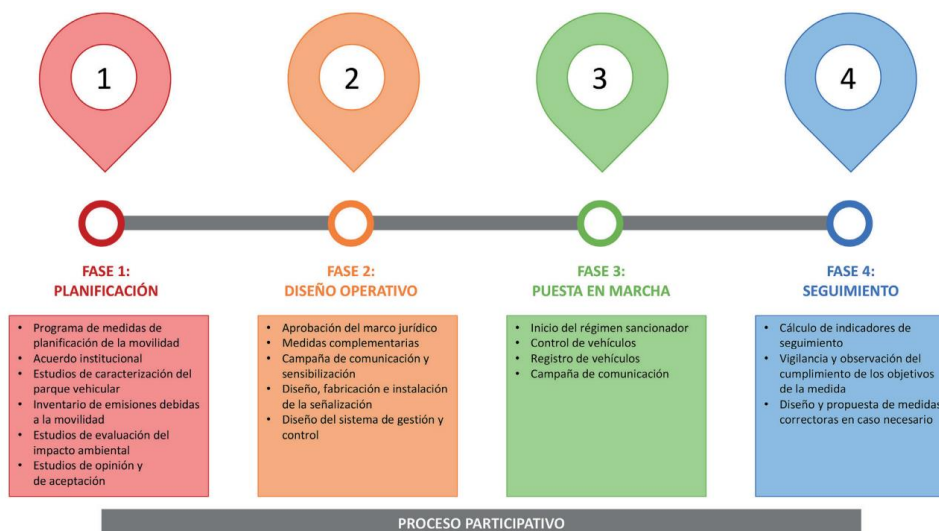 1
2
3
4
FASE 1:
PLANIFICACIÓN
• Programa de medidas de
planificación de la movilidad
• Acuerdo institucional
• Estudios de caracterización del
parque vehicular
• Inventario de emisiones debidas
a la movilidad
• Estudios de evaluación del
impacto ambiental
• Estudios de opinión y
de aceptación
FASE 2:
DISEÑO OPERATIVO
• Aprobación del marco jurídico
• Medidas complementarias
• Campaña de comunicación y
sensibilización
• Diseño, fabricación e instalación
de la señalización
• Diseño del sistema de gestión y
control
FASE 3:
PUESTA EN MARCHA
• Inicio del régimen sancionador
• Control de vehículos
• Registro de vehículos
• Campaña de comunicación
FASE 4:
SEGUIMIENTO
• Cálculo de indicadores de
seguimiento
• Vigilancia y observación del
cumplimiento de los objetivos
de la medida
• Diseño y propuesta de medidas
correctoras en caso necesario
PROCESO PARTICIPATIVO